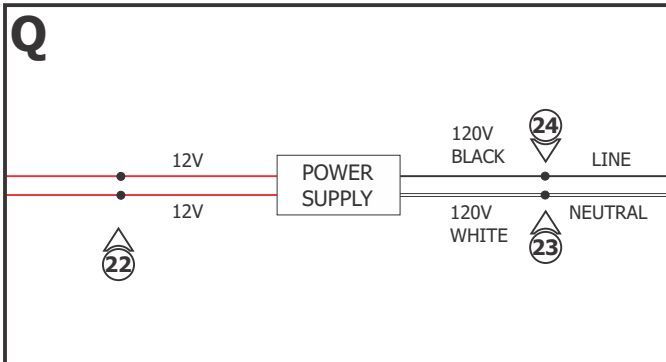 Q
24
120V
BLACK
LINE
12V
POWER
SUPPLY
12V
120V
WHITE
NEUTRAL
22
23